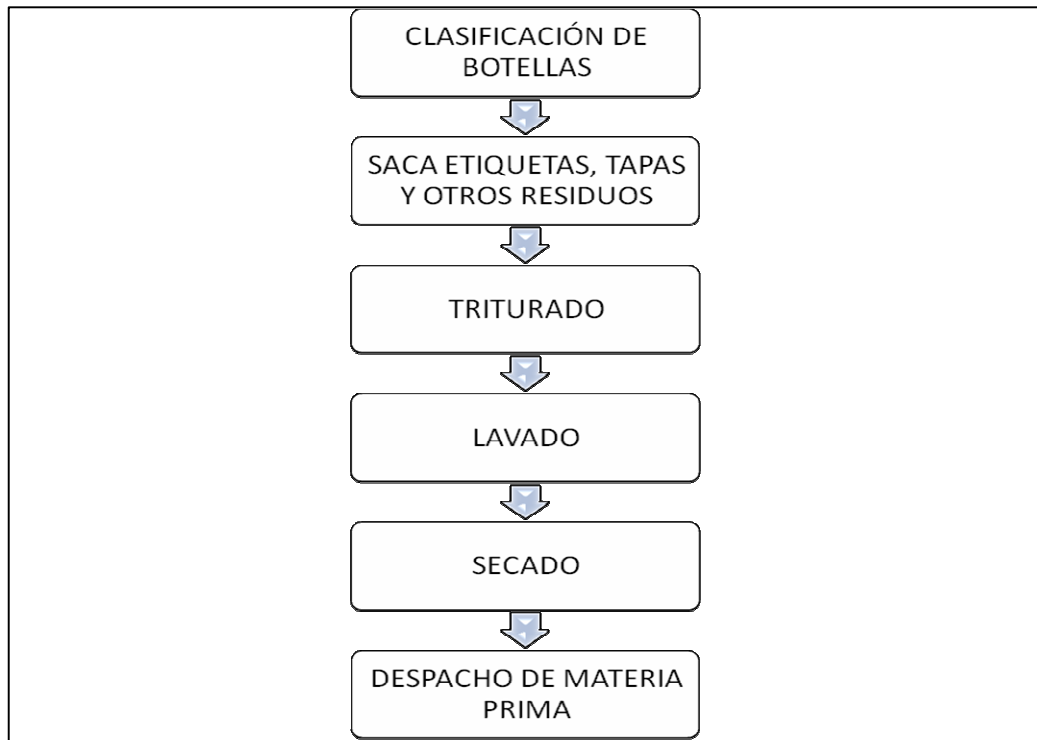 CLASIFICACIÓN DE
BOTELLAS
SACA ETIQUETAS, TAPAS
Y OTROS RESIDUOS
TRITURADO
LAVADO
SECADO
DESPACHO DE MATERIA
PRIMA